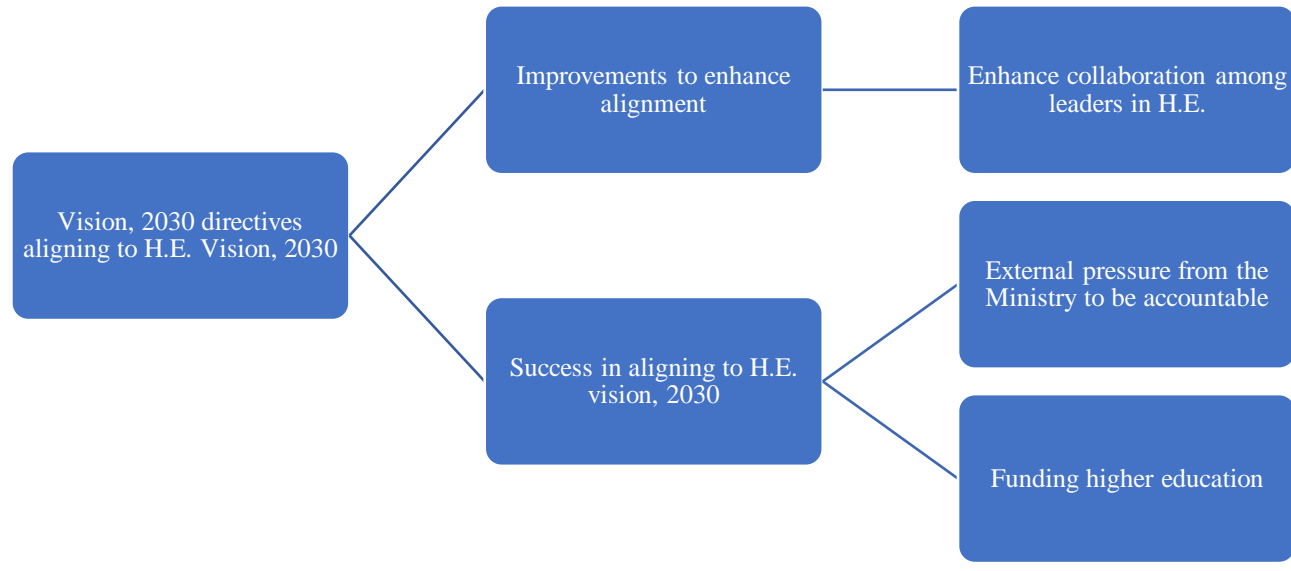 Vision, 2030 directives
aligning to H.E. Vision, 2030
Improvements to enhance
alignment
Success in aligning to H.E.
vision, 2030
Enhance collaboration among
leaders in H.E.
External pressure from the
Ministry to be accountable
Funding higher education